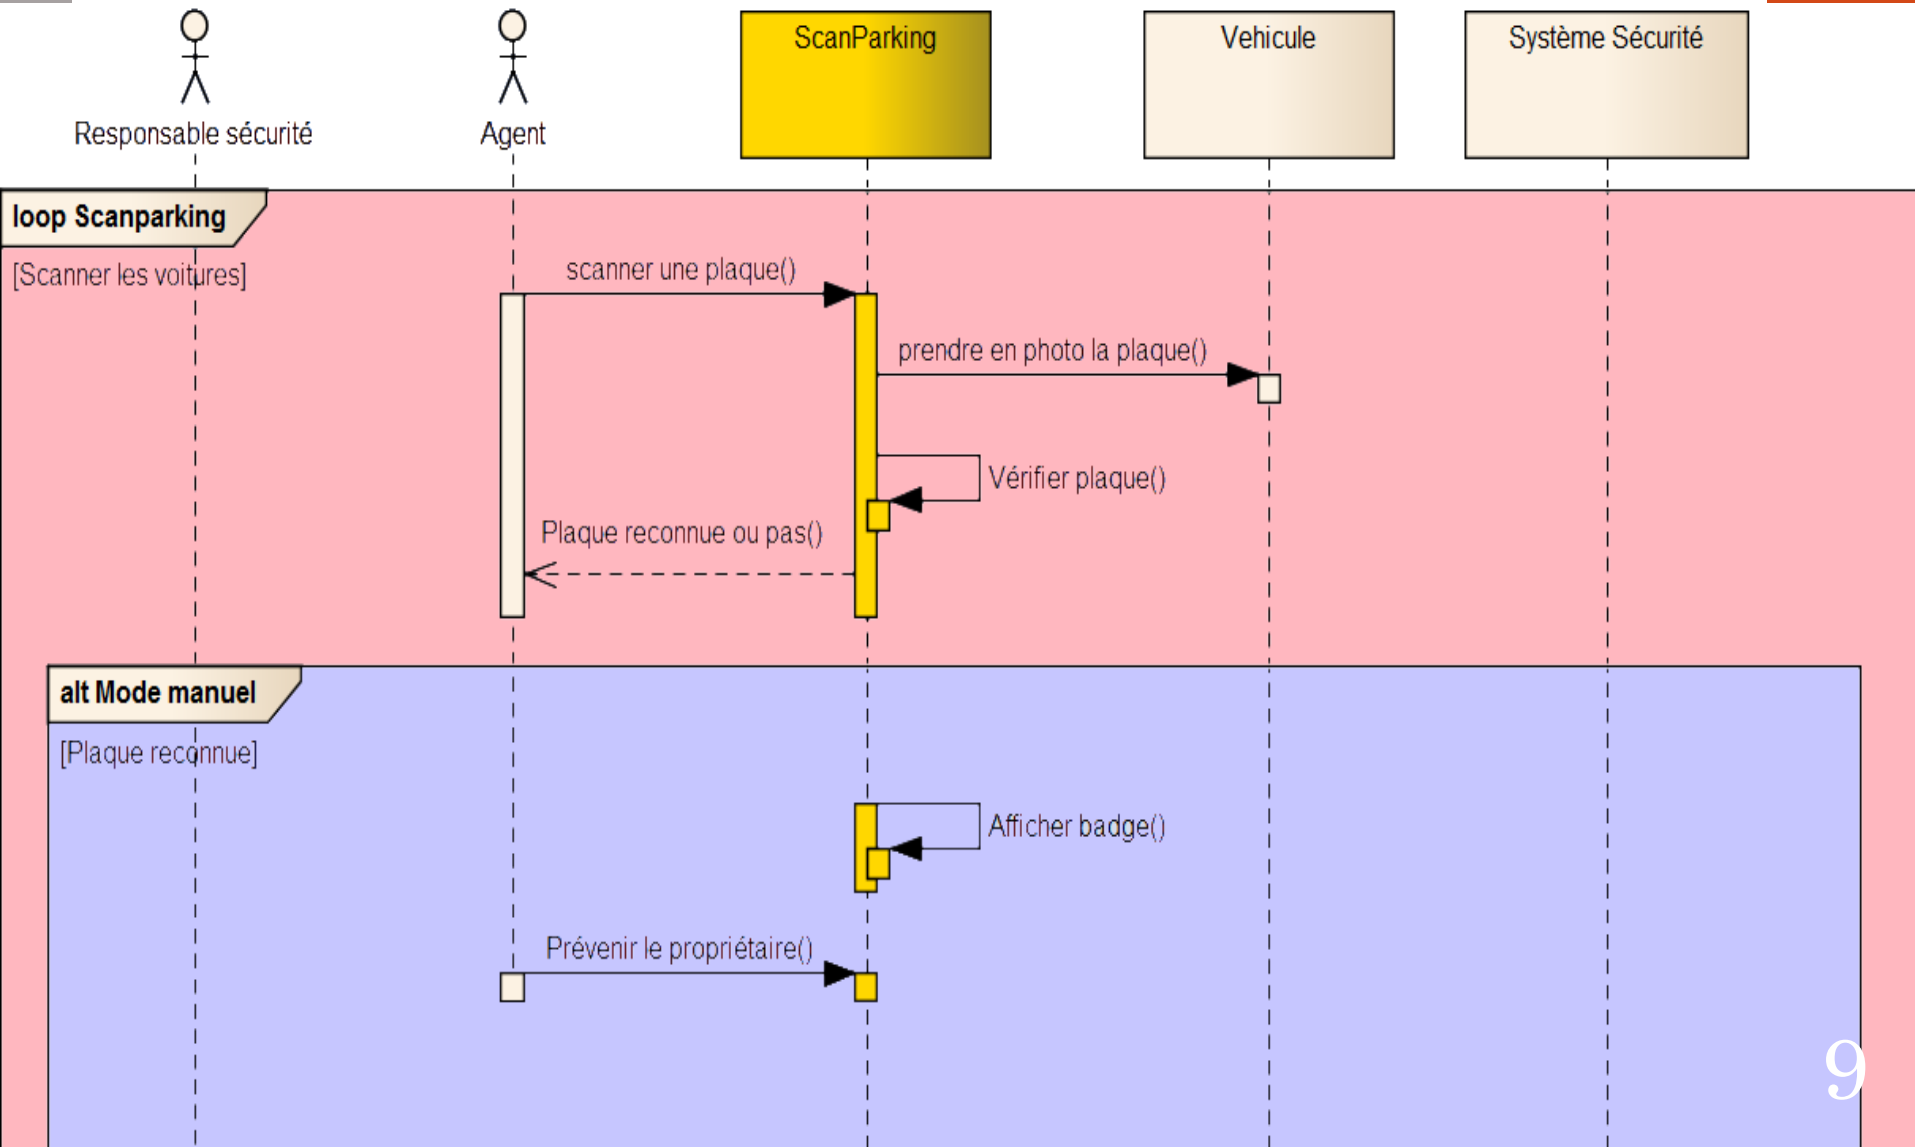 Responsable sécurité
Agent
ScanParking
Vehicule
Système Sécurité
loop Scanparking
[Scanner les voitures]
scanner une plaque()
prendre en photo la plaque()
Vérifier plaque()
Plaque reconnue ou pas()
alt Mode manuel
[Plaque reconnue]
Afficher badge()
Prévenir le propriétaire()
9